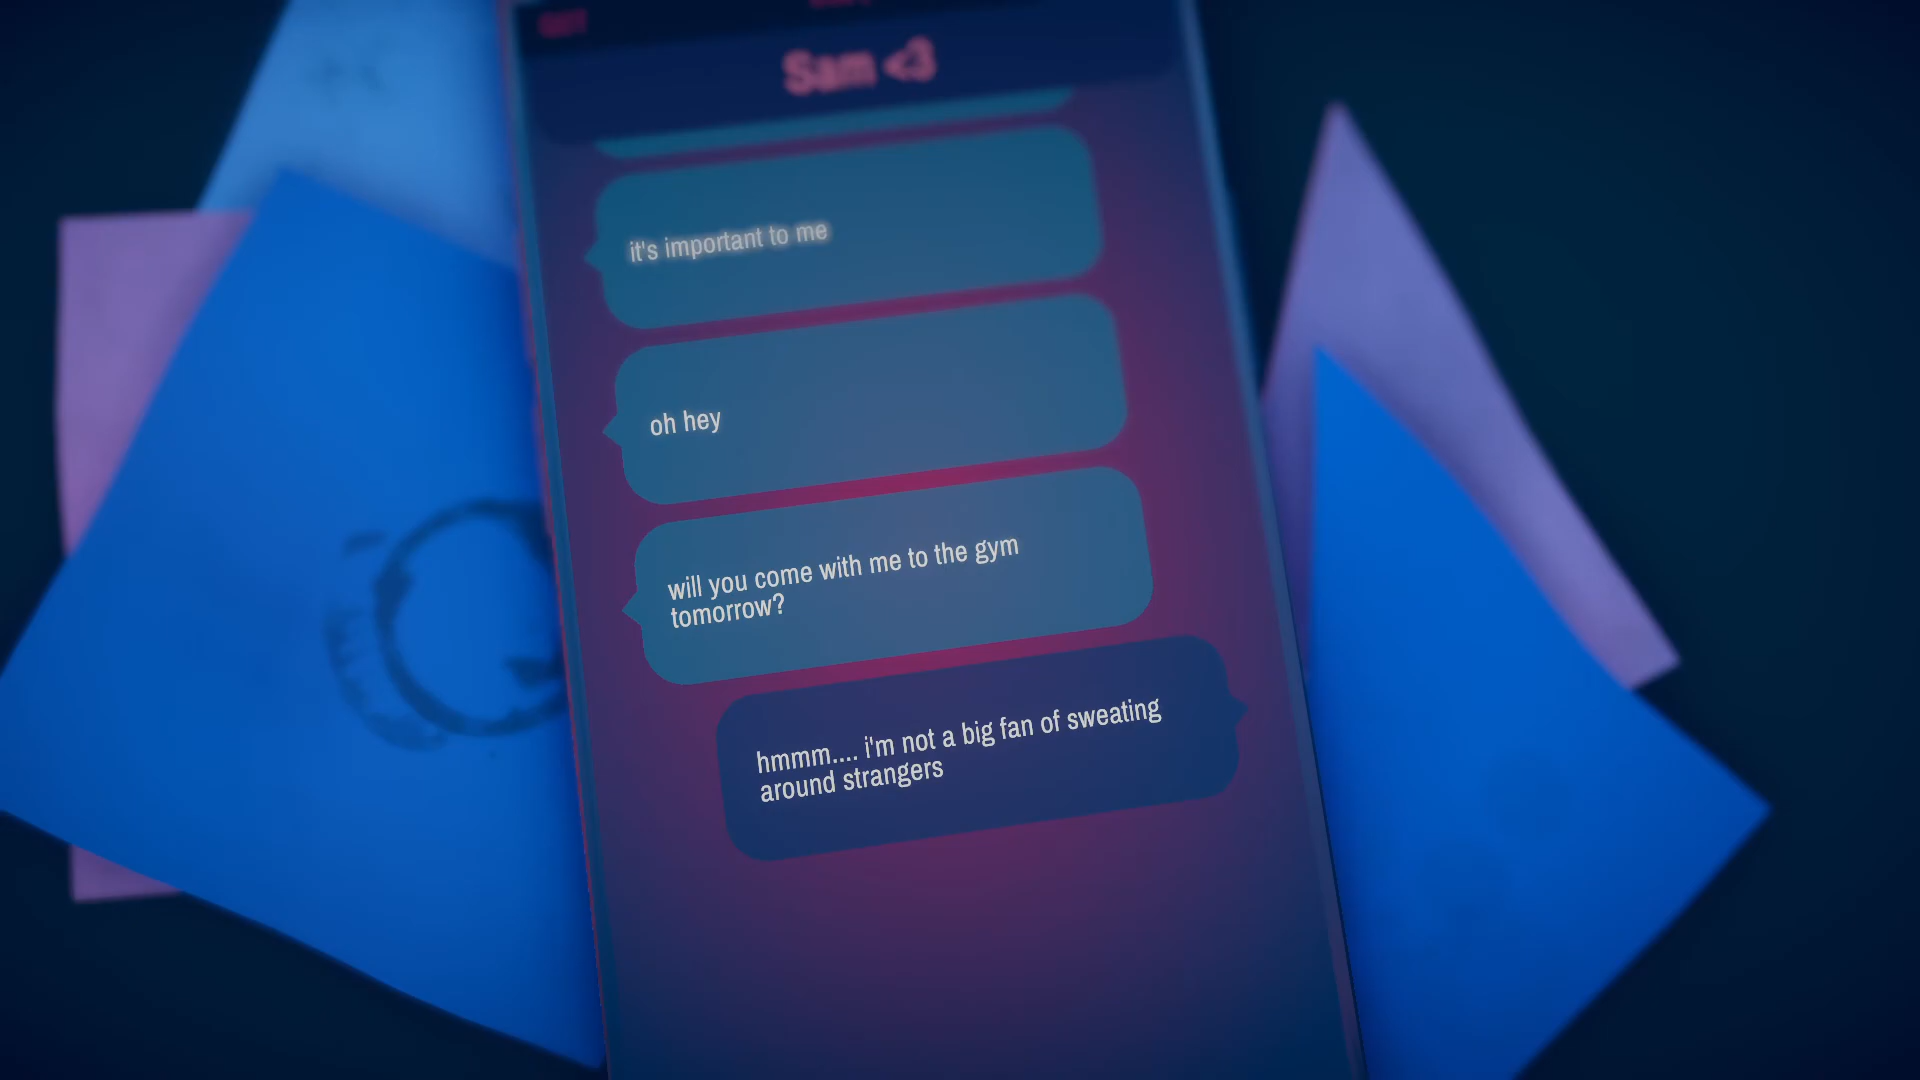 Sam <3
it's important to me
oh hey
will you come with me to the gym
tomorrow?
hmmm.... i'm not a big fan of sweating
around strangers